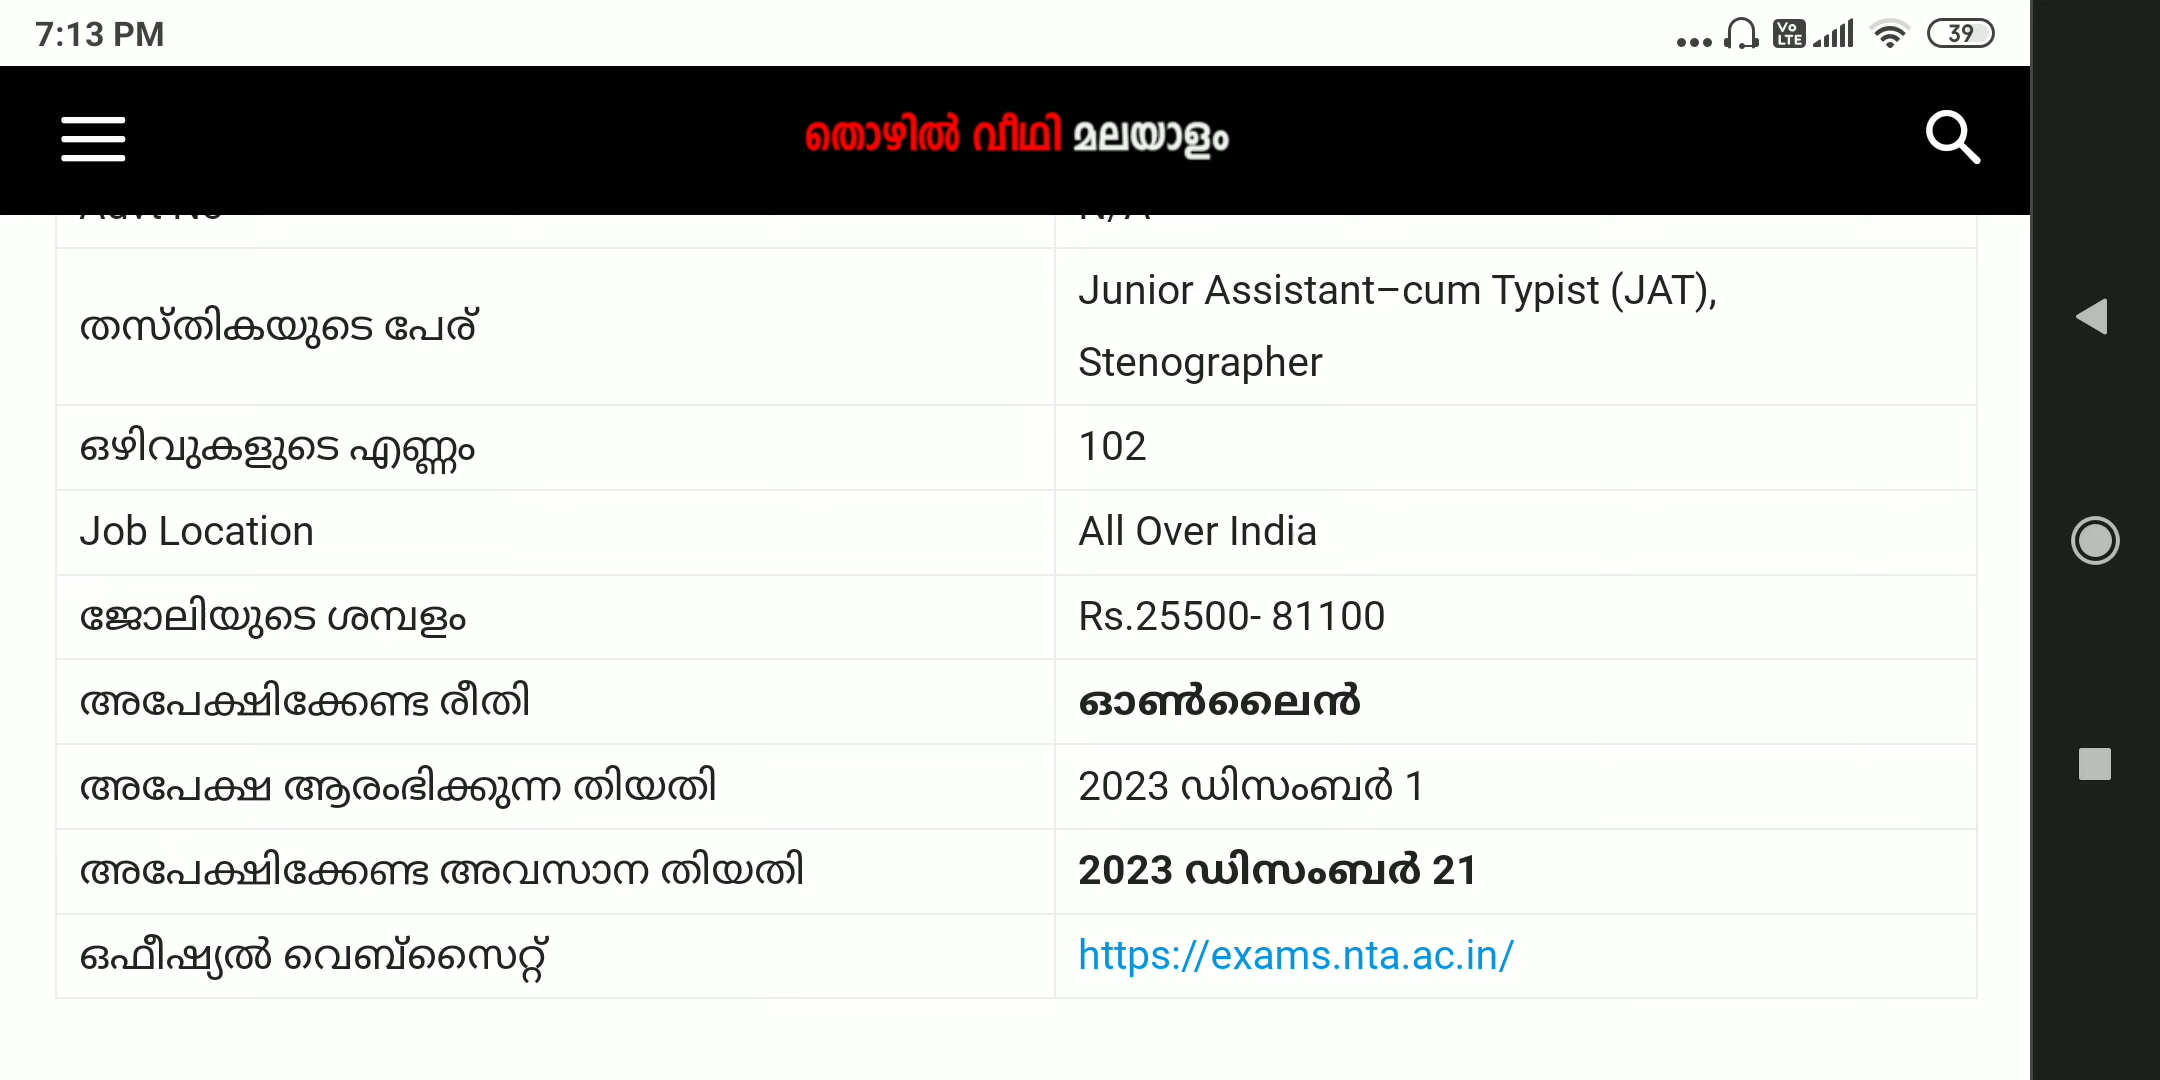 7:13 PM
Vo LTE
39
തൊഴിൽ വീഥി മലയാളം
തസ്തികയുടെ പേര്
Junior Assistant–cum Typist (JAT),
Stenographer
ഒഴിവുകളുടെ എണ്ണം
102
Job Location
All Over India
ജോലിയുടെ ശമ്പളം
Rs.25500- 81100
അപേക്ഷിക്കേണ്ട രീതി
ഓൺലൈൻ
അപേക്ഷ ആരംഭിക്കുന്ന തിയതി
2023 ഡിസംബർ 1
അപേക്ഷിക്കേണ്ട അവസാന തിയതി
2023 ഡിസംബർ 21
ഒഫീഷ്യൽ വെബ്സൈറ്റ്
https://exams.nta.ac.in/